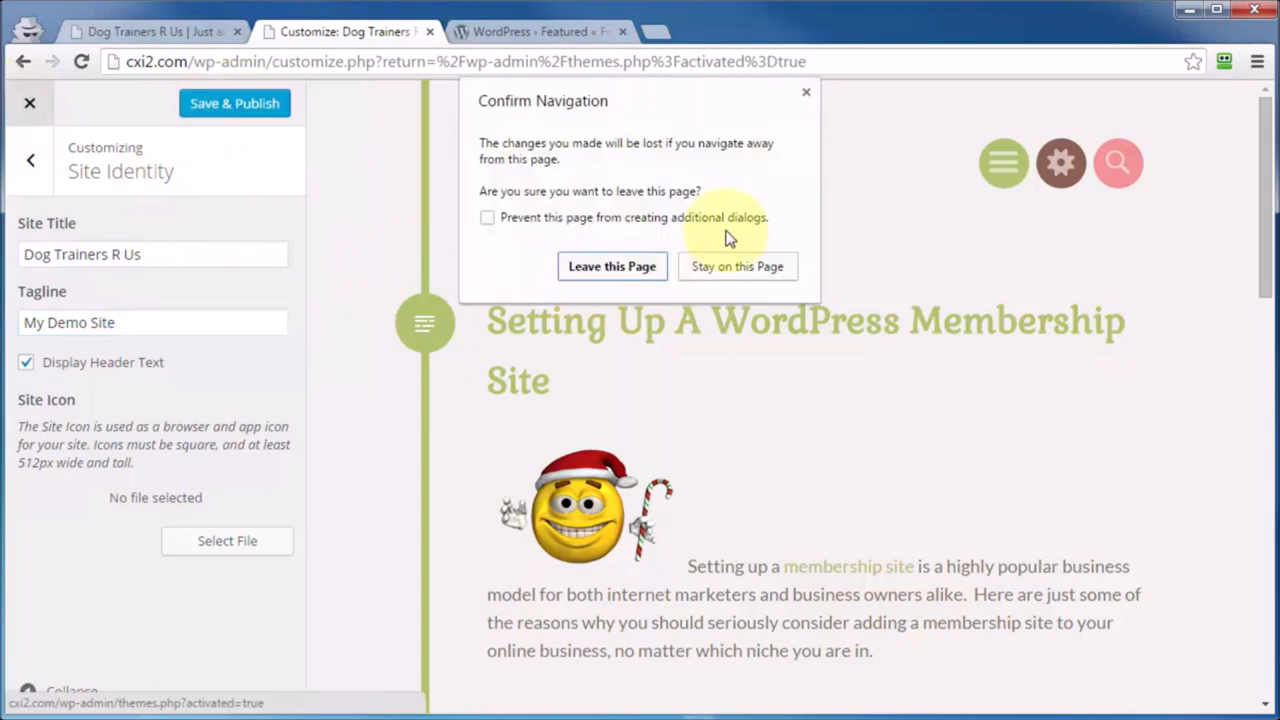 Dog Trainers R Us | Just a
Customize: Dog Trainers
WordPress › Featured « F
cxi2.com/wp-admin/customize.php?return=%2Fwp-admin%2Fthemes.php%3Factivated%3Dtrue
Save & Publish
Customizing
Site Identity
Site Title
Dog Trainers R Us
Tagline
My Demo Site
Display Header Text
Site Icon
The Site Icon is used as a browser and app icon
for your site. Icons must be square, and at least
512px wide and tall.
No file selected
Select File
Collapse
cxi2.com/wp-admin/themes.php?activated=true
Confirm Navigation
The changes you made will be lost if you navigate away
from this page.
Are you sure you want to leave this page?
Prevent this page from creating additional dialogs.
Leave this Page
Stay on this Page
Setting Up A WordPress Membership
Site
Setting up a membership site is a highly popular business
model for both internet marketers and business owners alike. Here are just some of
the reasons why you should seriously consider adding a membership site to your
online business, no matter which niche you are in.